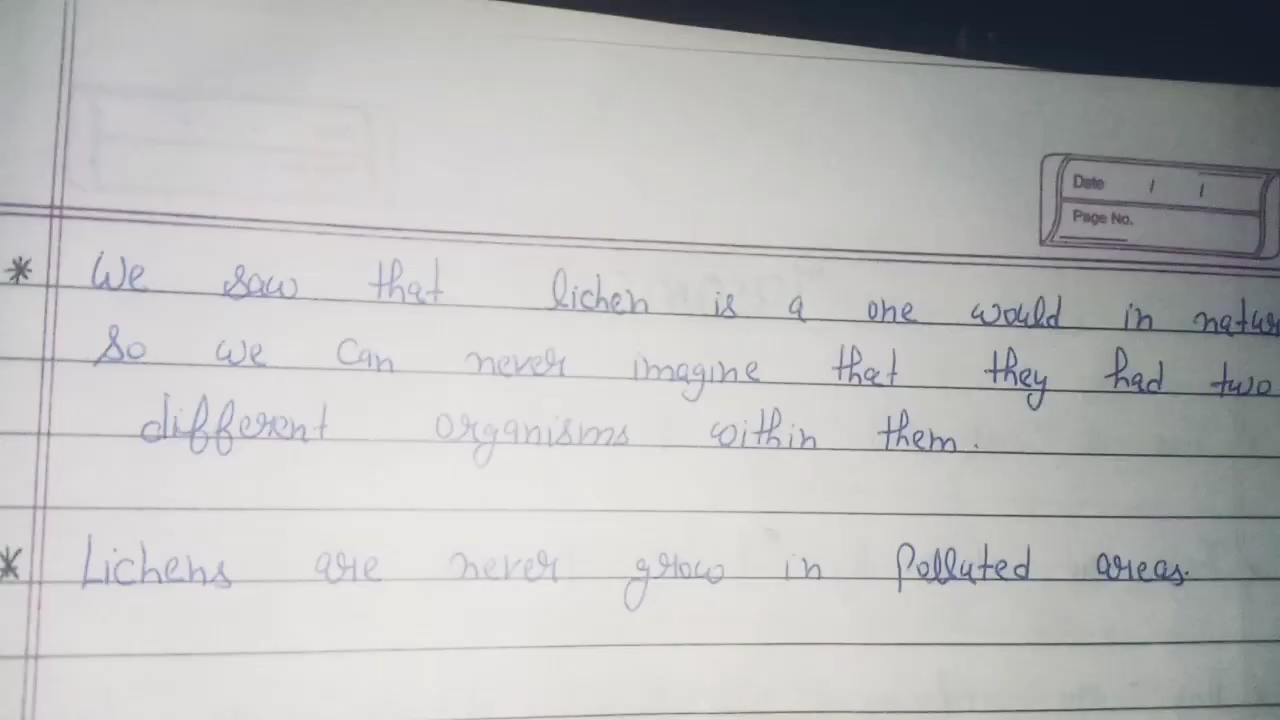 Date / /
Page No.
* We saw that lichen is a one would in natur
So we can never imagine that they had two
different organisms within them.
* Lichens are never grow in Polluted areas.